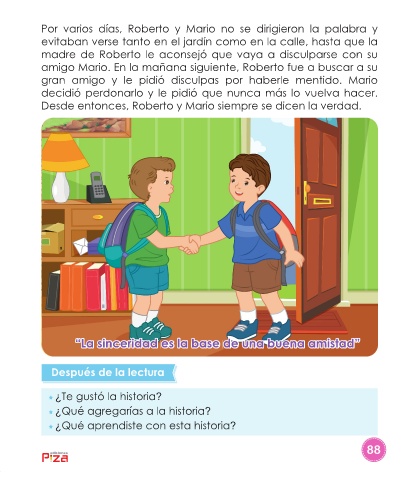 Por varios días, Roberto y Mario no se dirigieron la palabra y
evitaban verse tanto en el jardín como en la calle, hasta que la
madre de Roberto le aconsejó que vaya a disculparse con su
amigo Mario. En la mañana siguiente, Roberto fue a buscar a su
gran amigo y le pidió disculpas por haberle mentido. Mario
decidió perdonarlo y le pidió que nunca más lo vuelva hacer.
Desde entonces, Roberto y Mario siempre se dicen la verdad.
"La sinceridad es la base de una buena amistad"
Después de la lectura
• ¿Te gustó la historia?
• ¿Qué agregarías a la historia?
• ¿Qué aprendiste con esta historia?
88